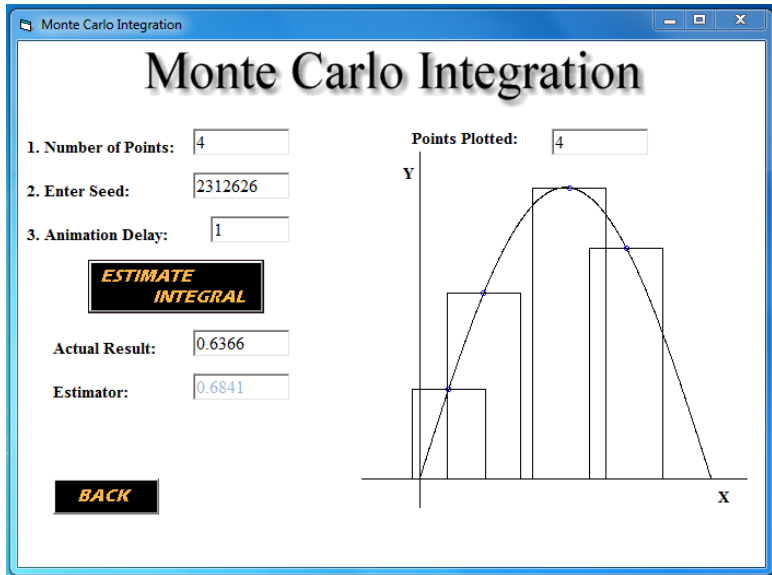 Monte Carlo Integration
Monte Carlo Integration
1. Number of Points: 4
2. Enter Seed: 2312626
3. Animation Delay: 1
ESTIMATE
INTEGRAL
Actual Result: 0.6366
Estimator: 0.6841
BACK
Points Plotted: 4
Y
X